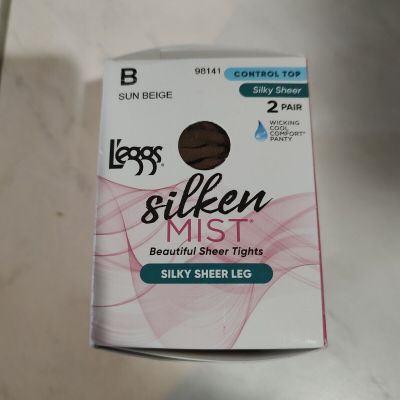 B
98141
CONTROL TOP
SUN BEIGE
Silky Sheer
2 PAIR
WICKING
COOL
COMFORT*
PANTY
L'eggs®
silken
MIST®
Beautiful Sheer Tights
SILKY SHEER LEG